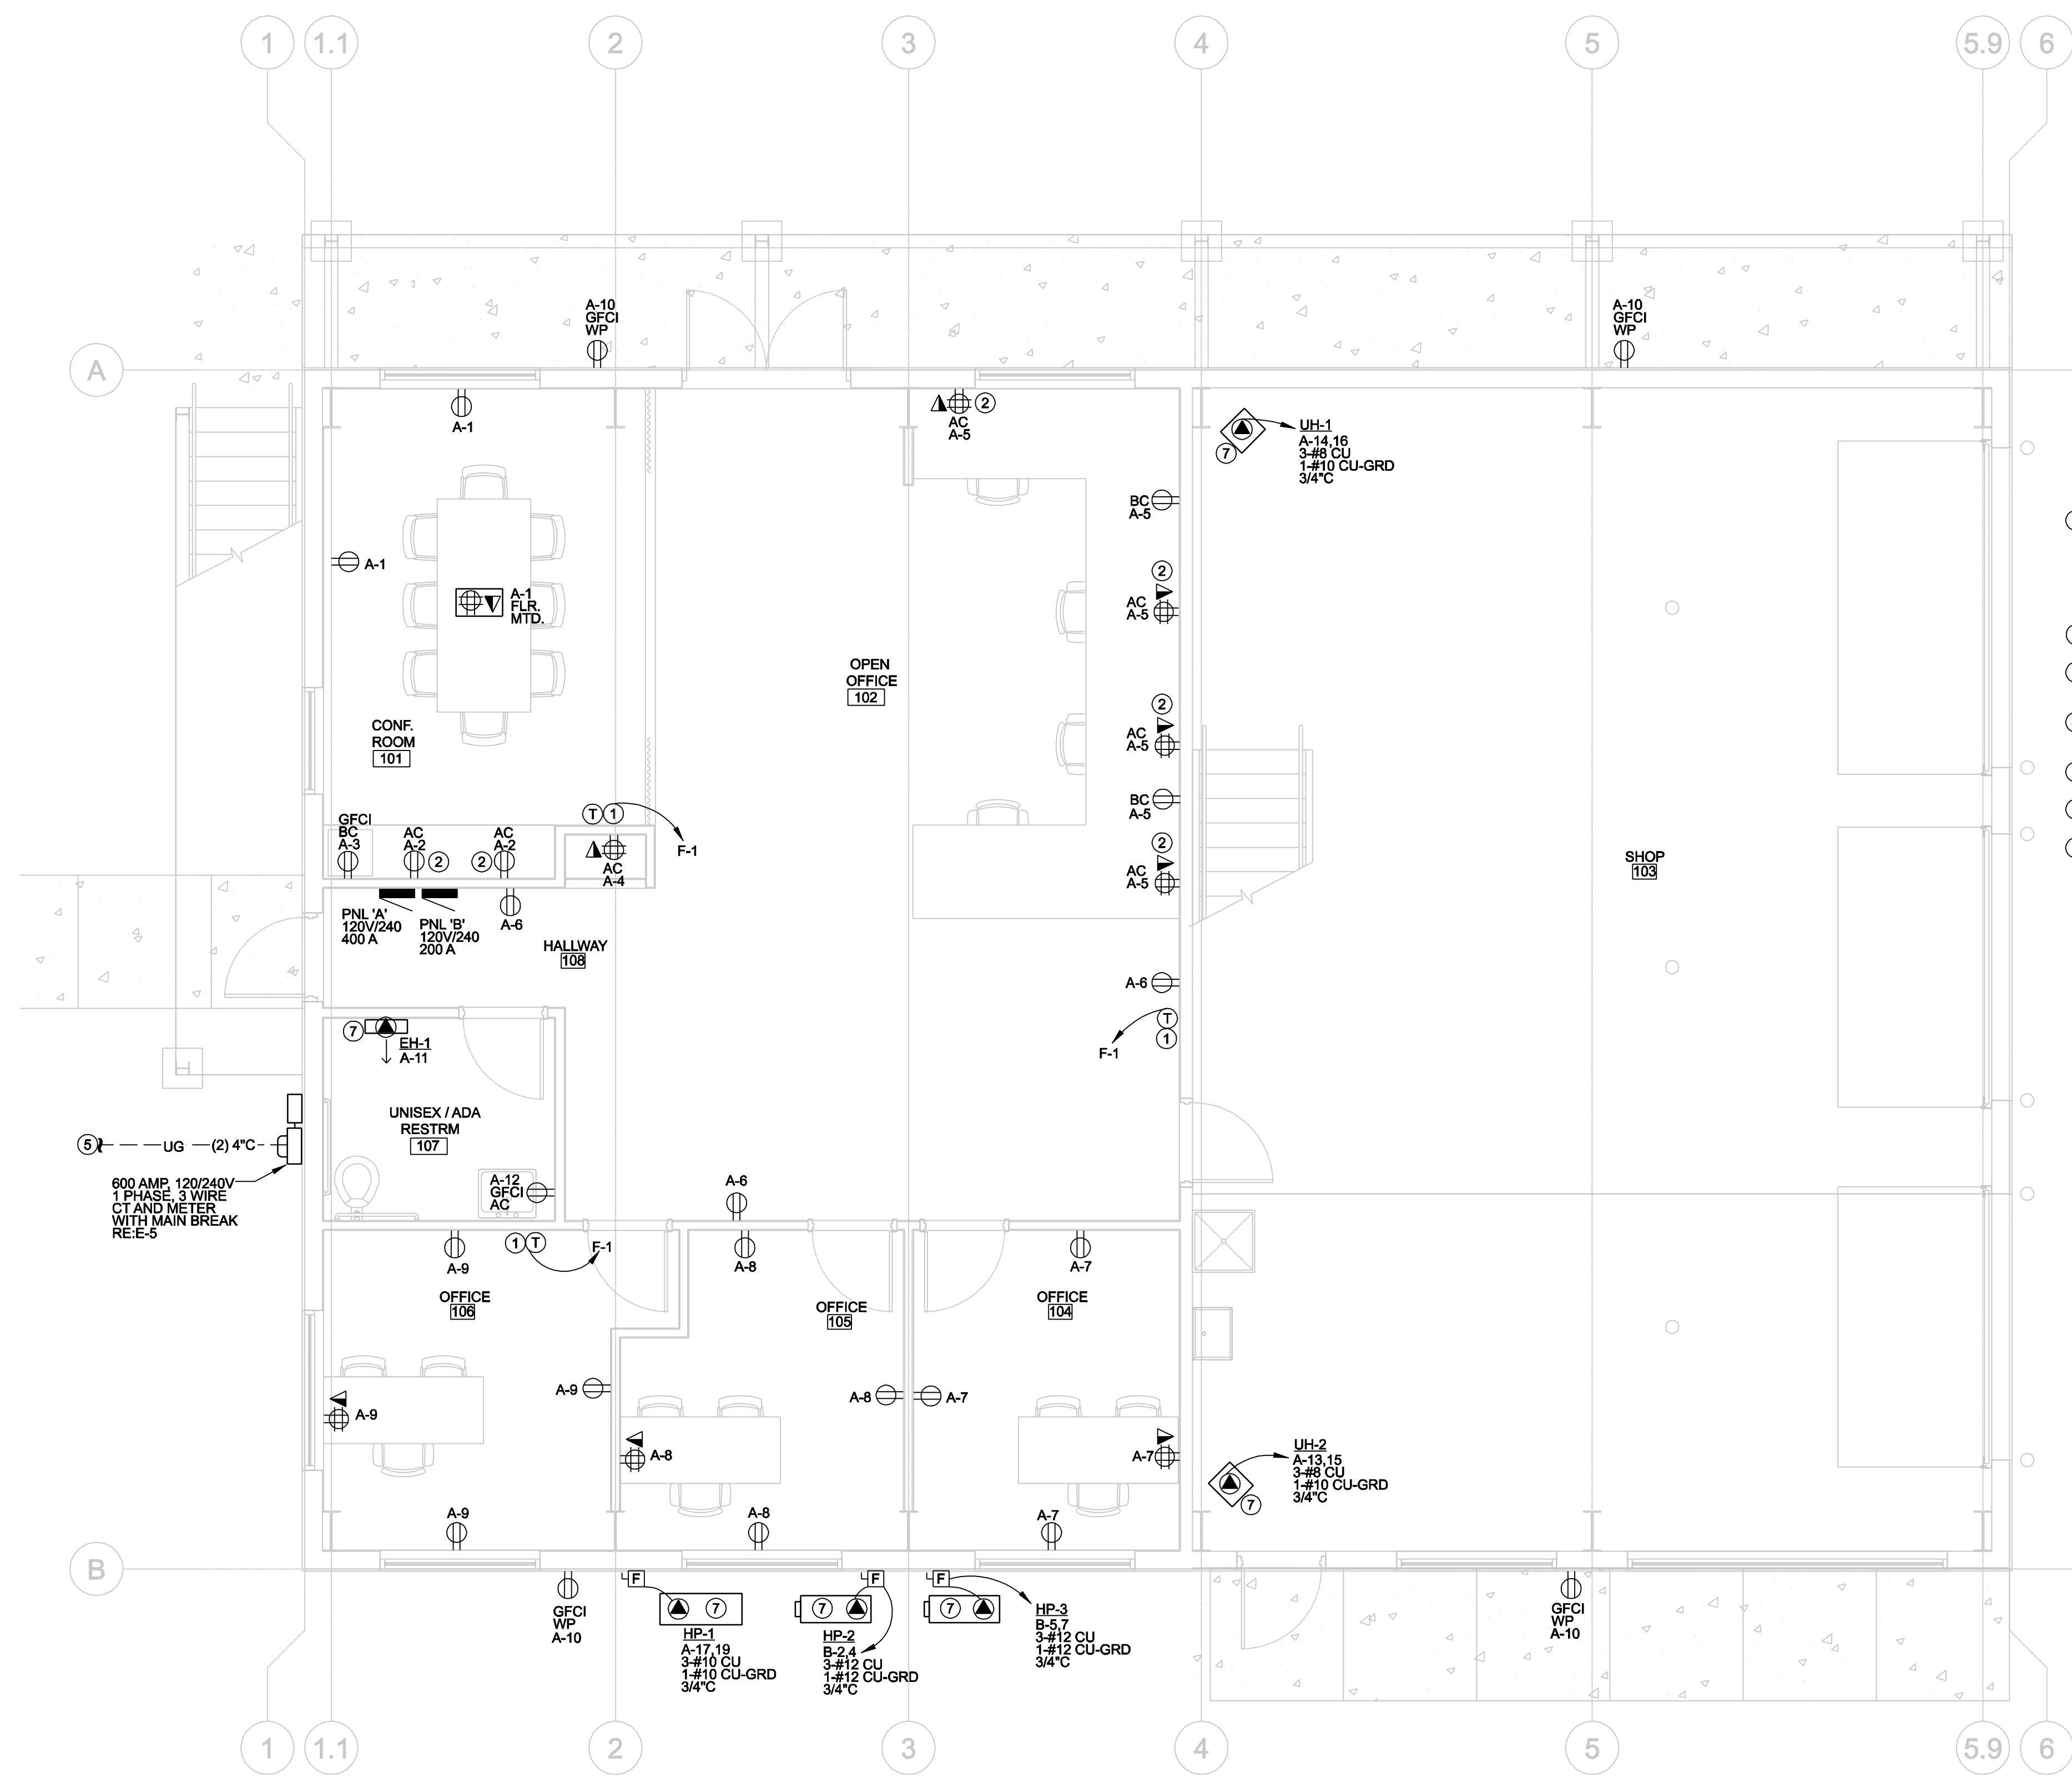 1
1.1
2
3
4
5
5.9
6
A
A-10
GFCI
WP
A-10
GFCI
WP
A-1
2
AC
A-5
7
UH-1
A-14,16
3-#8 CU
1-#10 CU-GRD
3/4"C
BC
A-5
A-1
2
AC
A-5
A-1
FLR.
MTD.
OPEN
OFFICE
102
CONF.
ROOM
101
2
AC
A-5
BC
A-5
T
1
F-1
GFCI
BC
A-3
AC
A-2
2
2
AC
A-2
AC
A-4
2
AC
A-5
SHOP
103
PNL 'A'
120V/240
400 A
PNL 'B'
120V/240
200 A
A-6
HALLWAY
108
A-6
T
1
F-1
7
EH-1
A-11
UNISEX / ADA
RESTRM
107
5
UG
(2) 4"C
600 AMP, 120/240V
1 PHASE, 3 WIRE
CT AND METER
WITH MAIN BREAK
RE:E-5
A-12
GFCI
AC
A-6
A-9
1
T
F-1
A-8
A-7
OFFICE
106
OFFICE
105
OFFICE
104
A-9
A-9
A-8
A-7
A-8
A-7
UH-2
A-13,15
3-#8 CU
1-#10 CU-GRD
3/4"C
7
A-9
A-8
A-7
B
F
F
F
GFCI
WP
A-10
7
HP-1
A-17,19
3-#10 CU
1-#10 CU-GRD
3/4"C
7
HP-2
B-2,4
3-#12 CU
1-#12 CU-GRD
3/4"C
7
HP-3
B-5,7
3-#12 CU
1-#12 CU-GRD
3/4"C
GFCI
WP
A-10
1
1.1
2
3
4
5
5.9
6